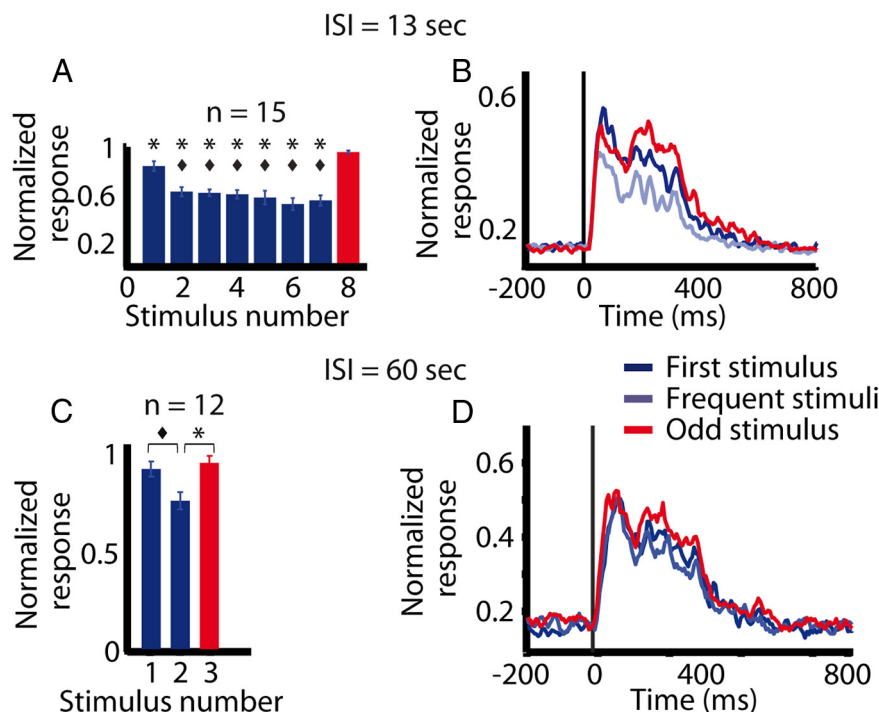 ISI = 13 sec
A
n = 15
* * * * * * *
♦ ♦ ♦ ♦ ♦ ♦
Normalized
response
1
0.6
0.2
0 2 4 6 8
Stimulus number
B
0.6
0.2
-200 0 400 800
Time (ms)
ISI = 60 sec
First stimulus
Frequent stimuli
Odd stimulus
C
n = 12
♦ *
Normalized
response
1
0.5
0
1 2 3
Stimulus number
D
Normalized
response
0.6
0.4
0.2
-200 0 400 800
Time (ms)